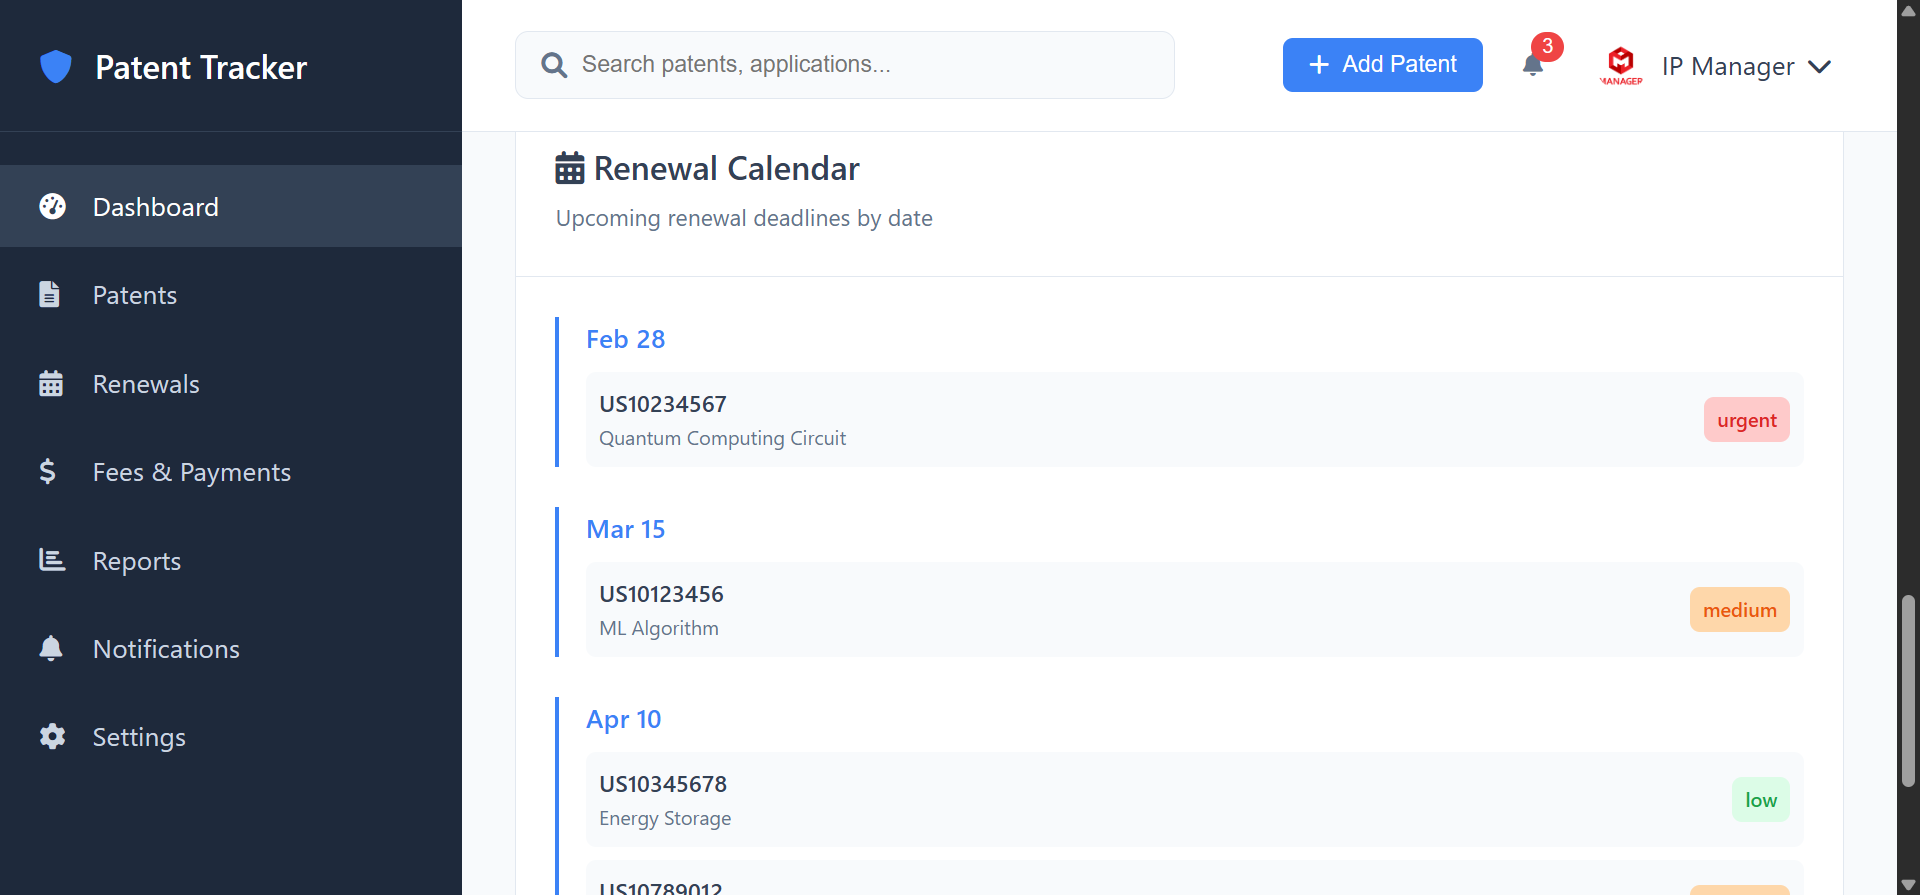 Patent Tracker
Search patents, applications...
Add Patent
3
MANAGER
IP Manager
Dashboard
Patents
Renewals
Fees & Payments
Reports
Notifications
Settings
Renewal Calendar
Upcoming renewal deadlines by date
Feb 28
US10234567
Quantum Computing Circuit
urgent
Mar 15
US10123456
ML Algorithm
medium
Apr 10
US10345678
Energy Storage
low
US10789012